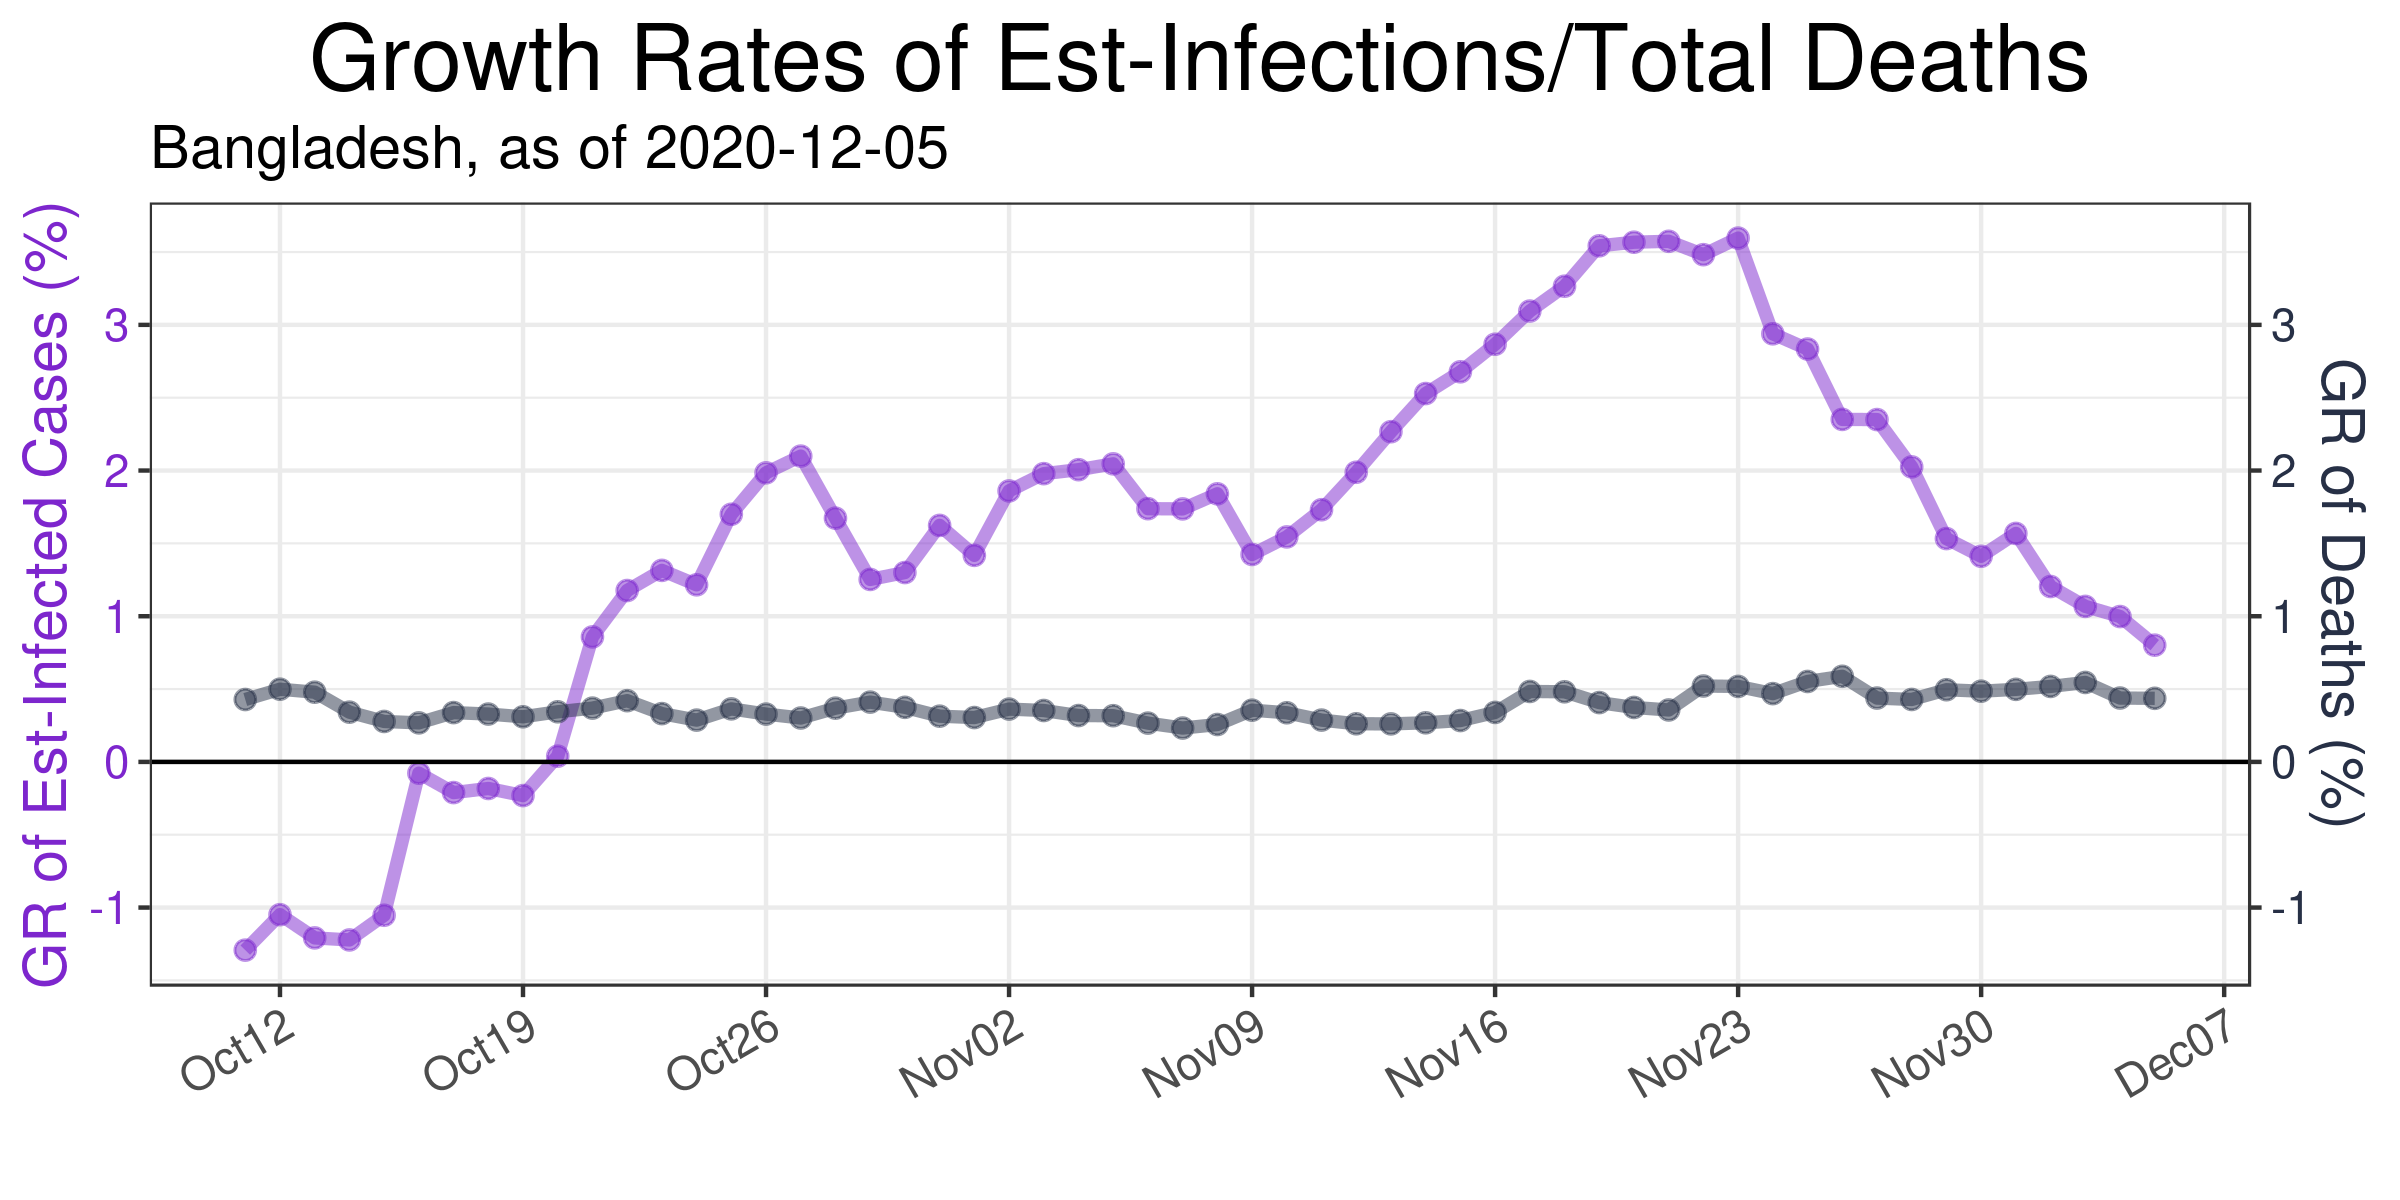 Growth Rates of Est-Infections/Total Deaths
Bangladesh, as of 2020-12-05
GR of Est-Infected Cases (%)
3
2
1
0
-1
3
2
1
0
-1
GR of Deaths (%)
Oct12
Oct19
Oct26
Nov02
Nov09
Nov16
Nov23
Nov30
Dec07